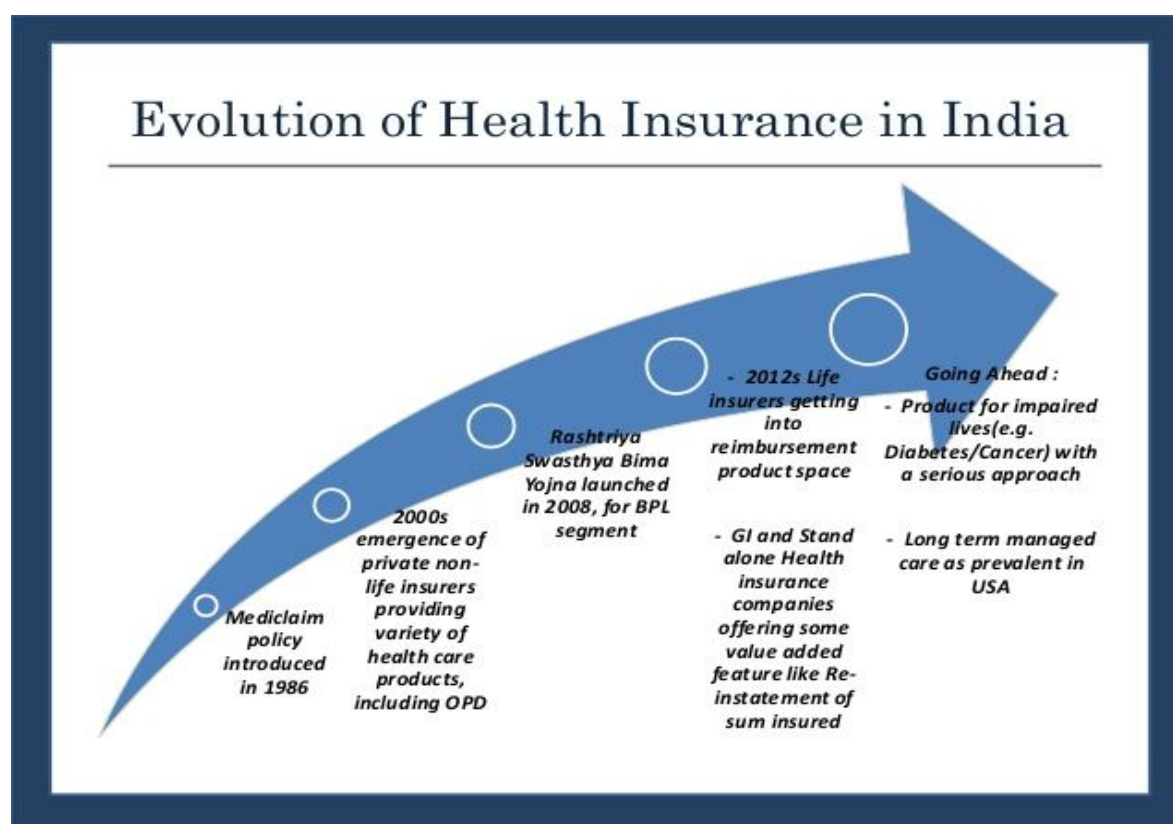 Evolution of Health Insurance in India
Mediclaim
policy
introduced
in 1986
2000s
emergence of
private non-
life insurers
providing
variety of
health care
products,
including OPD
Rashtriya
Swasthya Bima
Yojna launched
in 2008, for BPL
segment
- 2012s Life
insurers getting
into
reimbursement
product space
- GI and Stand
alone Health
insurance
companies
offering some
value added
feature like Re-
instatement of
sum insured
Going Ahead :
- Product for impaired
lives(e.g.
Diabetes/Cancer) with
a serious approach
- Long term managed
care as prevalent in
USA